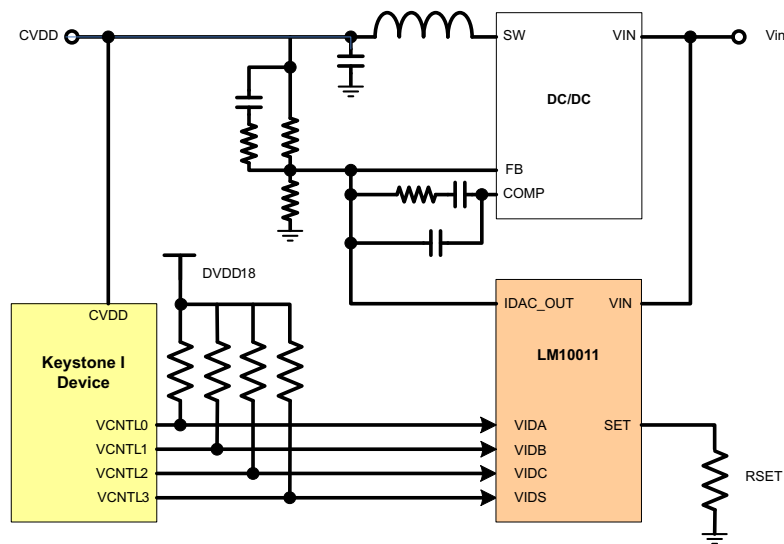 CVDD
SW
VIN
Vin
DC/DC
FB
COMP
DVDD18
CVDD
IDAC_OUT
VIN
Keystone I
Device
LM10011
VCNTL0
VIDA
SET
VCNTL1
VIDB
VCNTL2
VIDC
RSET
VCNTL3
VIDS